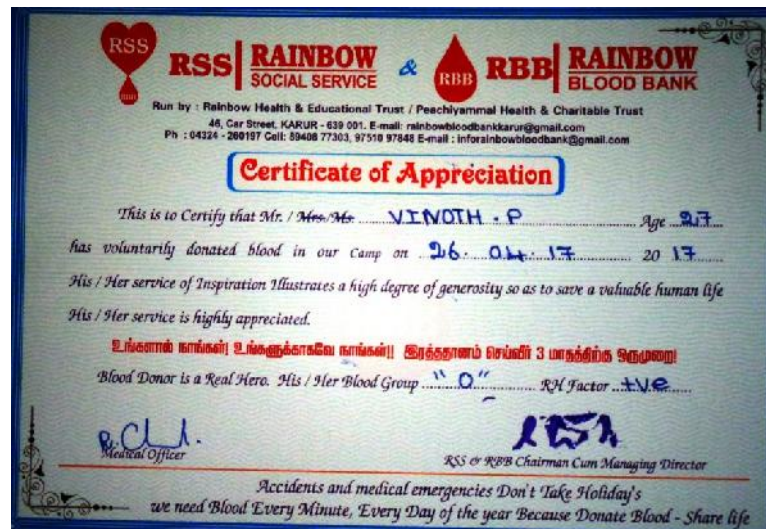 RSS
RBB
RSS RAINBOW SOCIAL SERVICE & RBB RBB RAINBOW BLOOD BANK
Run by : Rainbow Health & Educational Trust / Peachiyammal Health & Charitable Trust
46, Car Street, KARUR - 639 001. E-mail: rainbowbloodbankkarur@gmail.com
Ph : 04324 - 260197 Cell: 89408 77303, 97510 97848 E-mail : inforainbowbloodbank@gmail.com
Certificate of Appreciation
This is to Certify that Mr. / Mrs./Ms. VINOTH . P Age 27
has voluntarily donated blood in our Camp on 26. 04. 17 20 17
His / Her service of Inspiration Illustrates a high degree of generosity so as to save a valuable human life
His / Her service is highly appreciated.
உங்களால் நாங்கள்! உங்களுக்காகவே நாங்கள்!! இரத்ததானம் செய்வீர் 3 மாதத்திற்கு ஒருமுறை!
Blood Donor is a Real Hero. His / Her Blood Group "O" RH Factor +ve
Medical Officer
RSS & RBB Chairman Cum Managing Director
Accidents and medical emergencies Don't Take Holiday's
we need Blood Every Minute, Every Day of the year Because Donate Blood - Share life